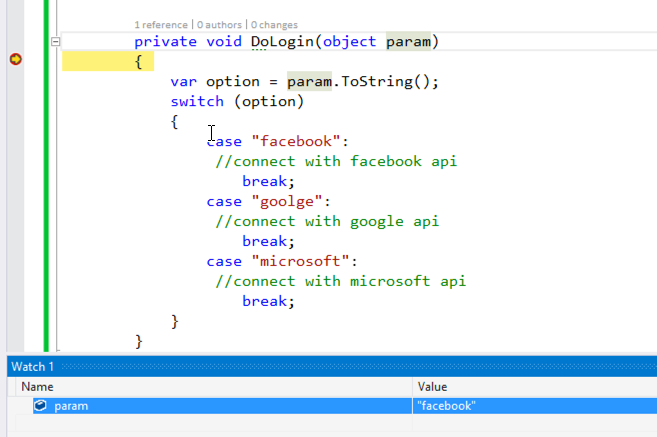 1 reference | 0 authors | 0 changes
private void DoLogin(object param)
{
var option = param.ToString();
switch (option)
{
case "facebook":
//connect with facebook api
break;
case "goolge":
//connect with google api
break;
case "microsoft":
//connect with microsoft api
break;
}
}
Watch 1
Name Value
param "facebook"